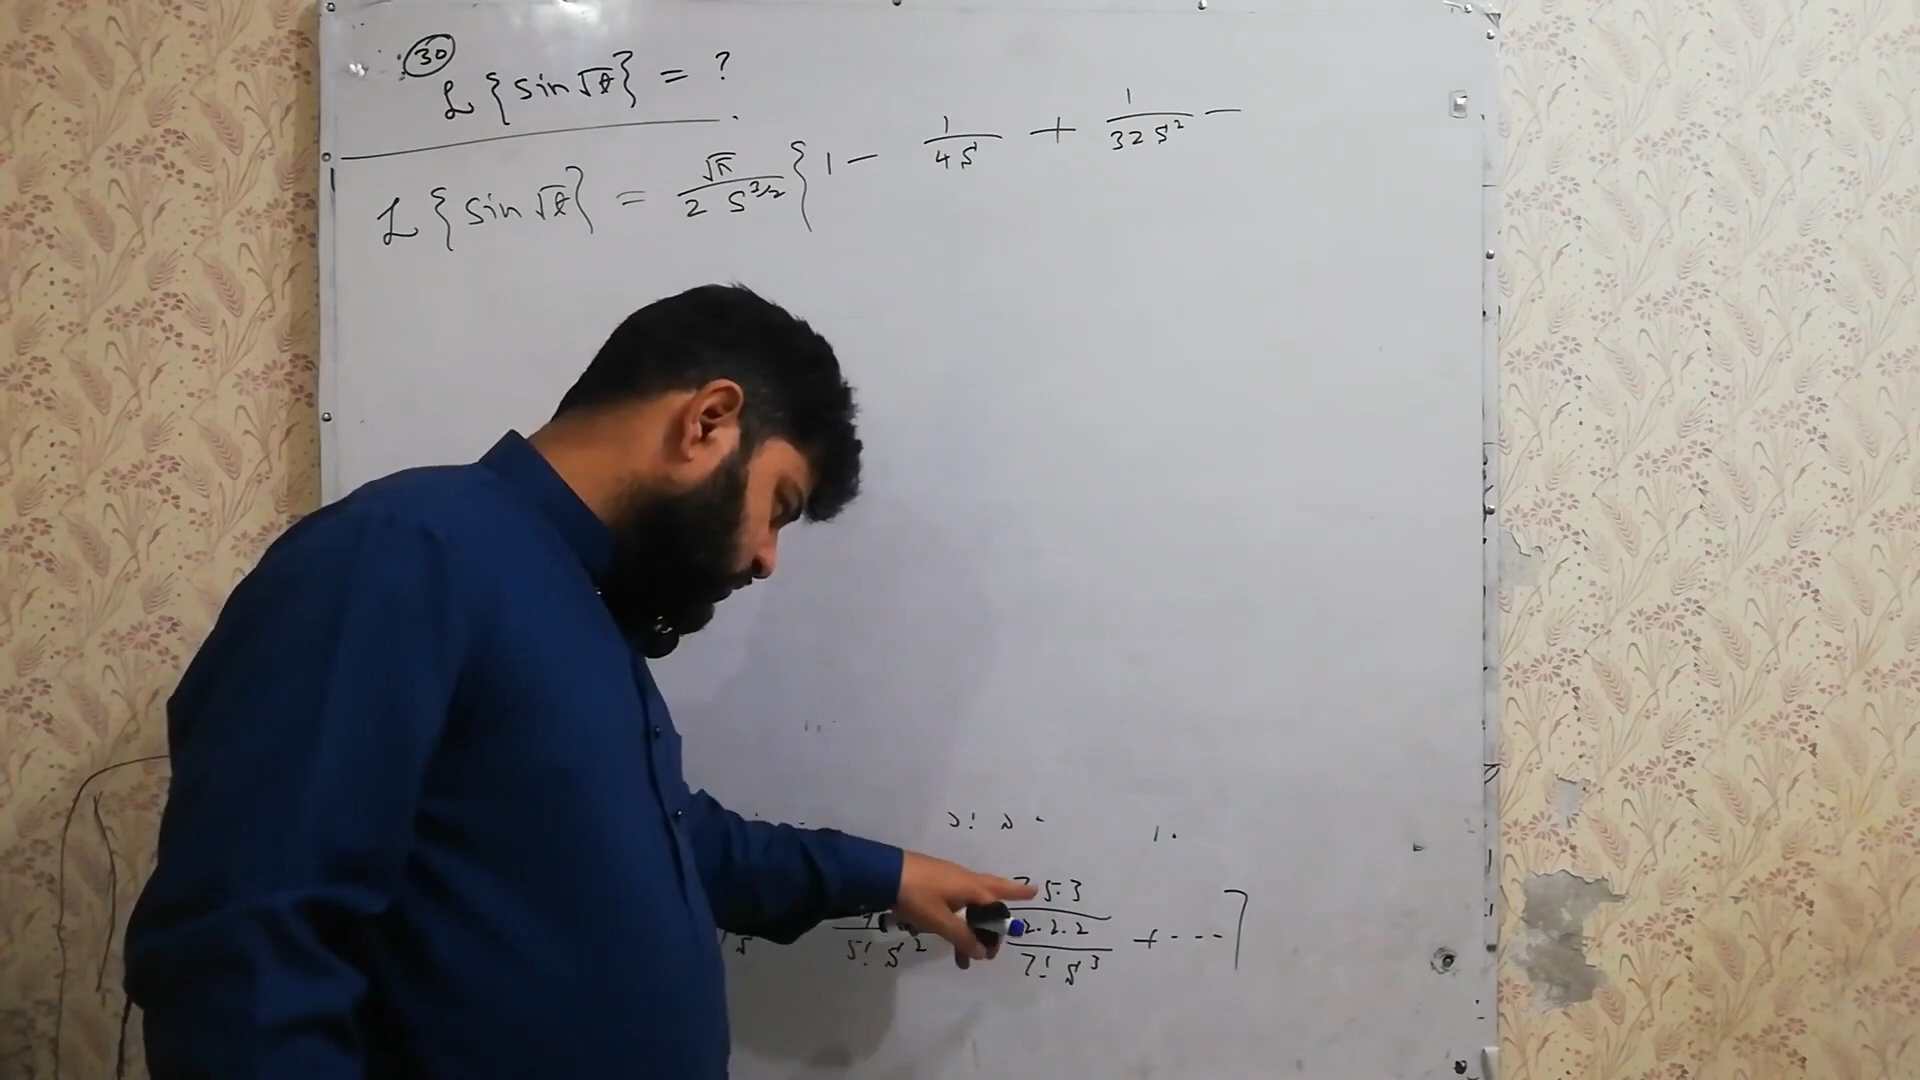 30
L {sin √t} = ?
L {sin √t} = √π / 2 S^3/2 { 1 - 1/4S + 1/32S² -
5! S² 7.5.3 / 2.2.2 / 7! S³ + --- ]